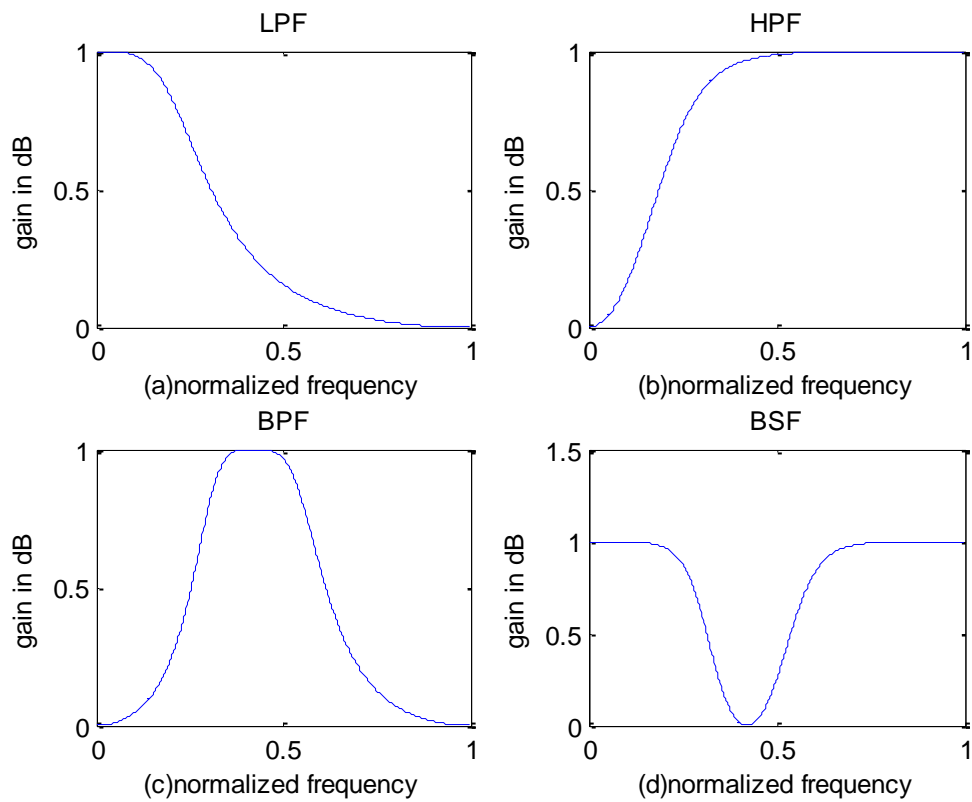 LPF
1
0.5
0
gain in dB
0 0.5 1
(a)normalized frequency
HPF
1
0.5
0
gain in dB
0 0.5 1
(b)normalized frequency
BPF
1
0.5
0
gain in dB
0 0.5 1
(c)normalized frequency
BSF
1.5
1
0.5
0
gain in dB
0 0.5 1
(d)normalized frequency